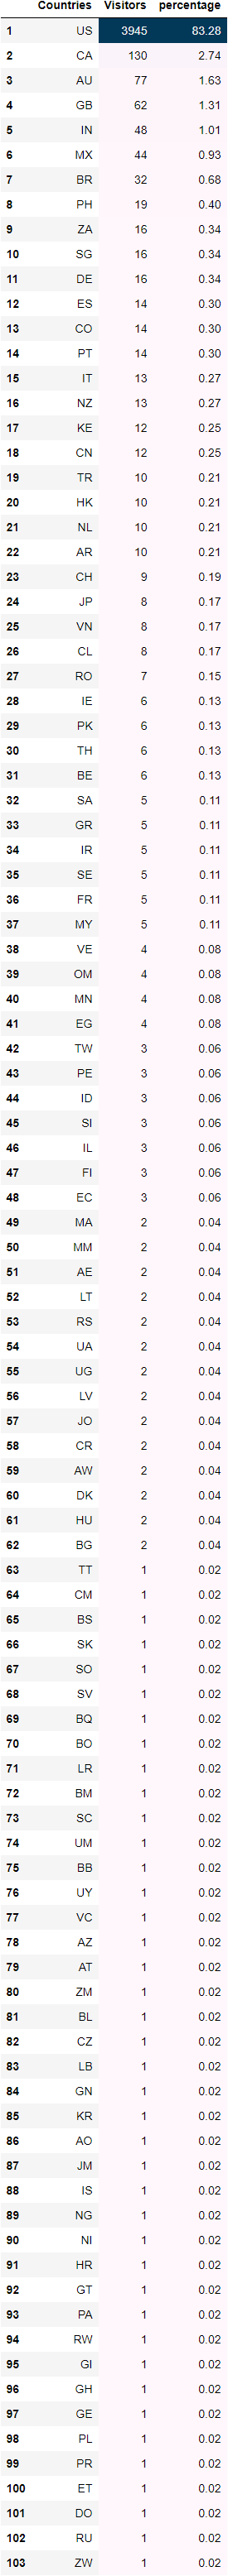 Countries Visitors percentage
1 US 3945 83.28
2 CA 130 2.74
3 AU 77 1.63
4 GB 62 1.31
5 IN 48 1.01
6 MX 44 0.93
7 BR 32 0.68
8 PH 19 0.40
9 ZA 16 0.34
10 SG 16 0.34
11 DE 16 0.34
12 ES 14 0.30
13 CO 14 0.30
14 PT 14 0.30
15 IT 13 0.27
16 NZ 13 0.27
17 KE 12 0.25
18 CN 12 0.25
19 TR 10 0.21
20 HK 10 0.21
21 NL 10 0.21
22 AR 10 0.21
23 CH 9 0.19
24 JP 8 0.17
25 VN 8 0.17
26 CL 8 0.17
27 RO 7 0.15
28 IE 6 0.13
29 PK 6 0.13
30 TH 6 0.13
31 BE 6 0.13
32 SA 5 0.11
33 GR 5 0.11
34 IR 5 0.11
35 SE 5 0.11
36 FR 5 0.11
37 MY 5 0.11
38 VE 4 0.08
39 OM 4 0.08
40 MN 4 0.08
41 EG 4 0.08
42 TW 3 0.06
43 PE 3 0.06
44 ID 3 0.06
45 SI 3 0.06
46 IL 3 0.06
47 FI 3 0.06
48 EC 3 0.06
49 MA 2 0.04
50 MM 2 0.04
51 AE 2 0.04
52 LT 2 0.04
53 RS 2 0.04
54 UA 2 0.04
55 UG 2 0.04
56 LV 2 0.04
57 JO 2 0.04
58 CR 2 0.04
59 AW 2 0.04
60 DK 2 0.04
61 HU 2 0.04
62 BG 2 0.04
63 TT 1 0.02
64 CM 1 0.02
65 BS 1 0.02
66 SK 1 0.02
67 SO 1 0.02
68 SV 1 0.02
69 BQ 1 0.02
70 BO 1 0.02
71 LR 1 0.02
72 BM 1 0.02
73 SC 1 0.02
74 UM 1 0.02
75 BB 1 0.02
76 UY 1 0.02
77 VC 1 0.02
78 AZ 1 0.02
79 AT 1 0.02
80 ZM 1 0.02
81 BL 1 0.02
82 CZ 1 0.02
83 LB 1 0.02
84 GN 1 0.02
85 KR 1 0.02
86 AO 1 0.02
87 JM 1 0.02
88 IS 1 0.02
89 NG 1 0.02
90 NI 1 0.02
91 HR 1 0.02
92 GT 1 0.02
93 PA 1 0.02
94 RW 1 0.02
95 GI 1 0.02
96 GH 1 0.02
97 GE 1 0.02
98 PL 1 0.02
99 PR 1 0.02
100 ET 1 0.02
101 DO 1 0.02
102 RU 1 0.02
103 ZW 1 0.02